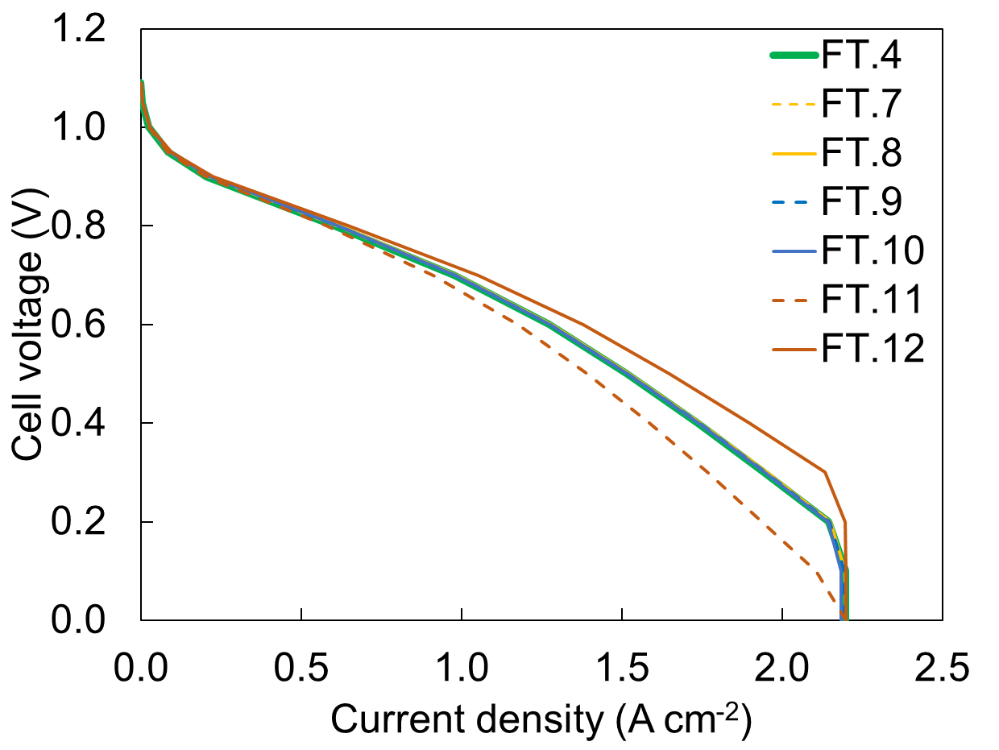 1.2
1.0
0.8
0.6
0.4
0.2
0.0
Cell voltage (V)
FT.4
FT.7
FT.8
FT.9
FT.10
FT.11
FT.12
0.0 0.5 1.0 1.5 2.0 2.5
Current density (A cm-2)